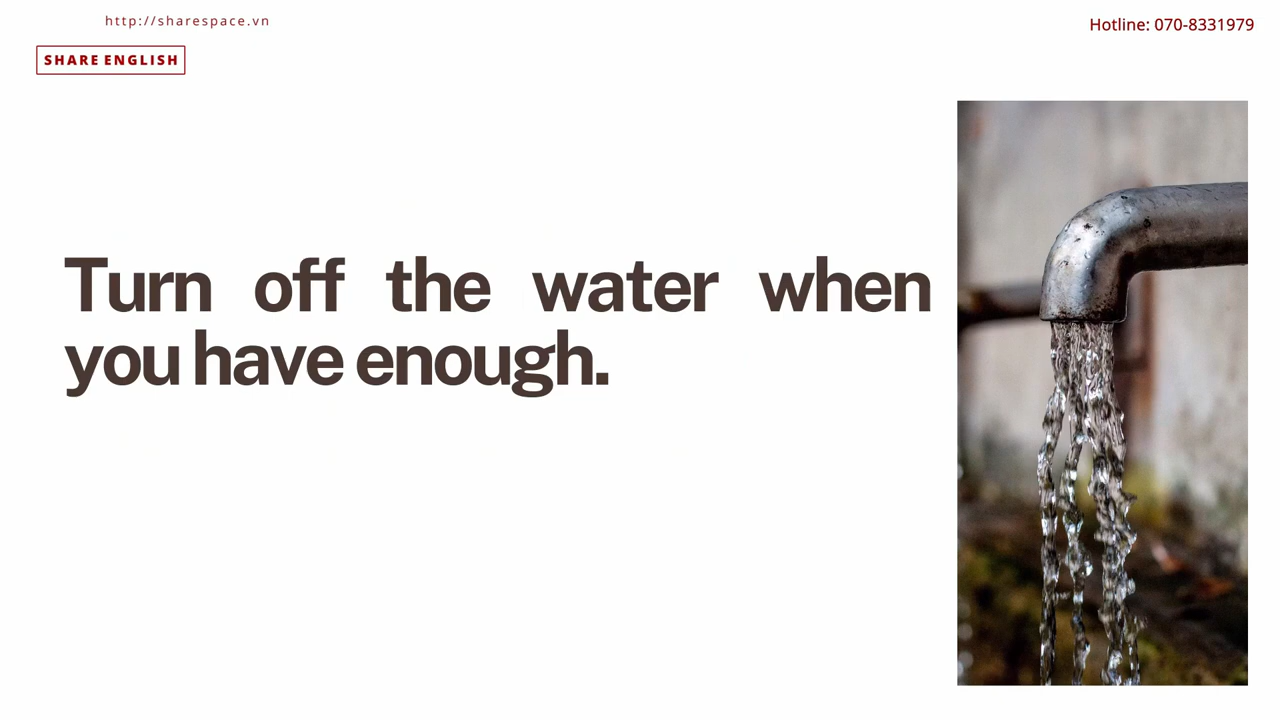 http://sharespace.vn
Hotline: 070-8331979
SHARE ENGLISH
Turn off the water when
you have enough.